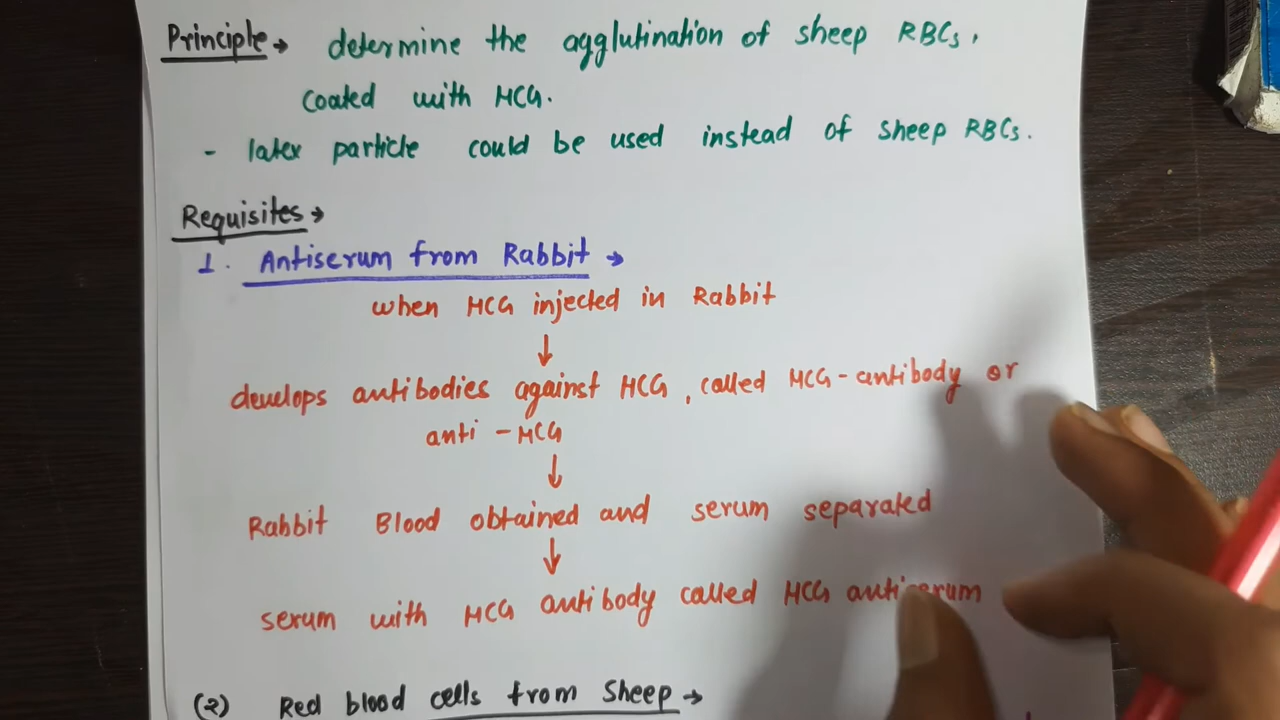 Principle → determine the agglutination of sheep RBCs,
coated with HCG.
- latex particle could be used instead of sheep RBCs.
Requisites →
1. Antiserum from Rabbit →
when HCG injected in Rabbit
↓
develops antibodies against HCG, called HCG-antibody or
anti - HCG
↓
Rabbit Blood obtained and serum separated
↓
serum with HCG antibody called HCG antiserum
(2) Red blood cells from Sheep →